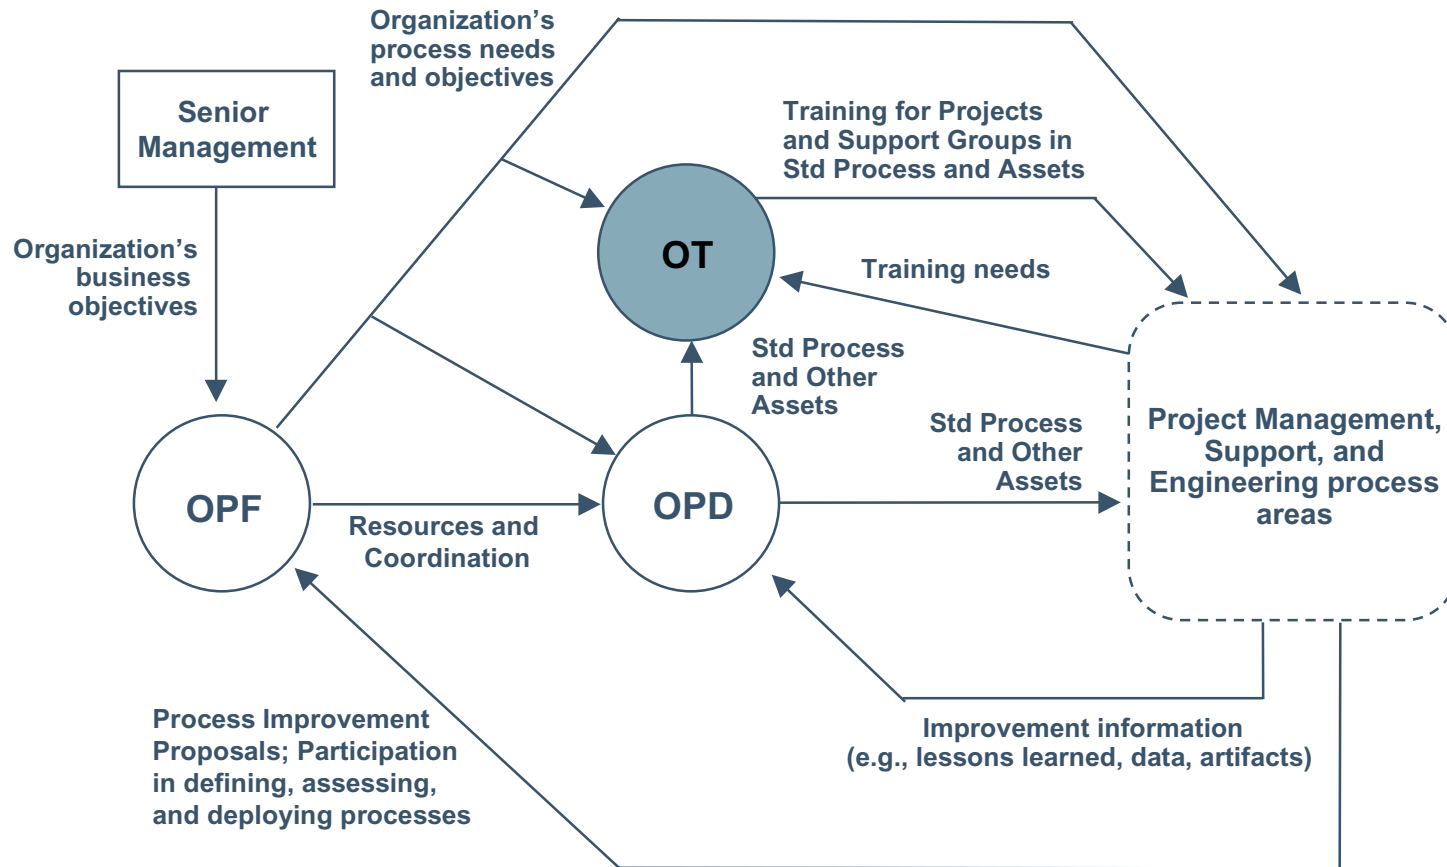 Organization’s
process needs
and objectives
Senior
Management
Training for Projects
and Support Groups in
Std Process and Assets
OT
Organization’s
business
objectives
Training needs
Std Process
and Other
Assets
Std Process
and Other
Assets
Project Management,
Support, and
Engineering process
areas
OPF
OPD
Resources and
Coordination
Process Improvement
Proposals; Participation
in defining, assessing,
and deploying processes
Improvement information
(e.g., lessons learned, data, artifacts)